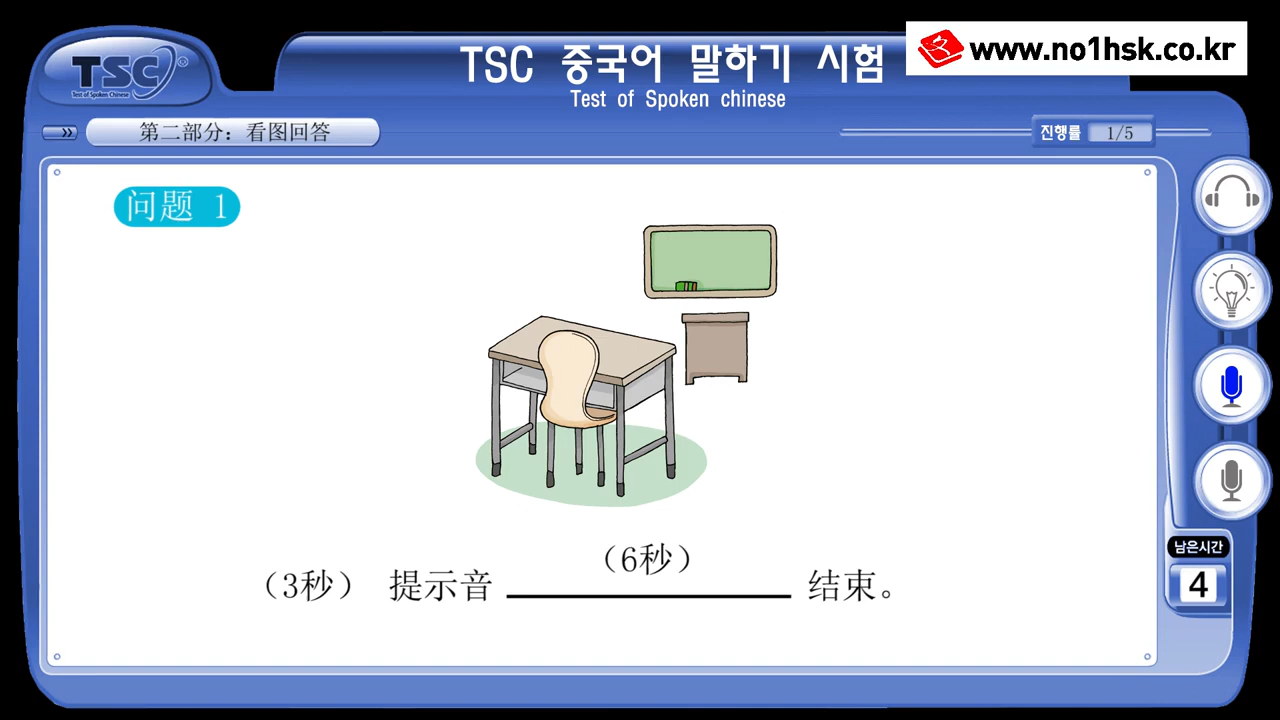 TSC
Test of Spoken Chinese
TSC 중국어 말하기 시험
Test of Spoken chinese
www.no1hsk.co.kr
第二部分：看图回答
진행률 1/5
问题 1
（6秒）
（3秒） 提示音 结束。
남은시간
4